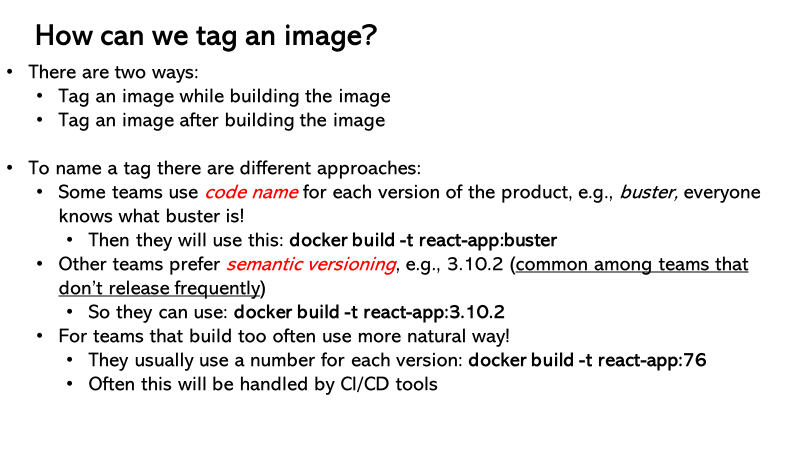 How can we tag an image?
• There are two ways:
• Tag an image while building the image
• Tag an image after building the image
• To name a tag there are different approaches:
• Some teams use code name for each version of the product, e.g., buster, everyone
knows what buster is!
• Then they will use this: docker build -t react-app:buster
• Other teams prefer semantic versioning, e.g., 3.10.2 (common among teams that
don't release frequently)
• So they can use: docker build -t react-app:3.10.2
• For teams that build too often use more natural way!
• They usually use a number for each version: docker build -t react-app:76
• Often this will be handled by CI/CD tools